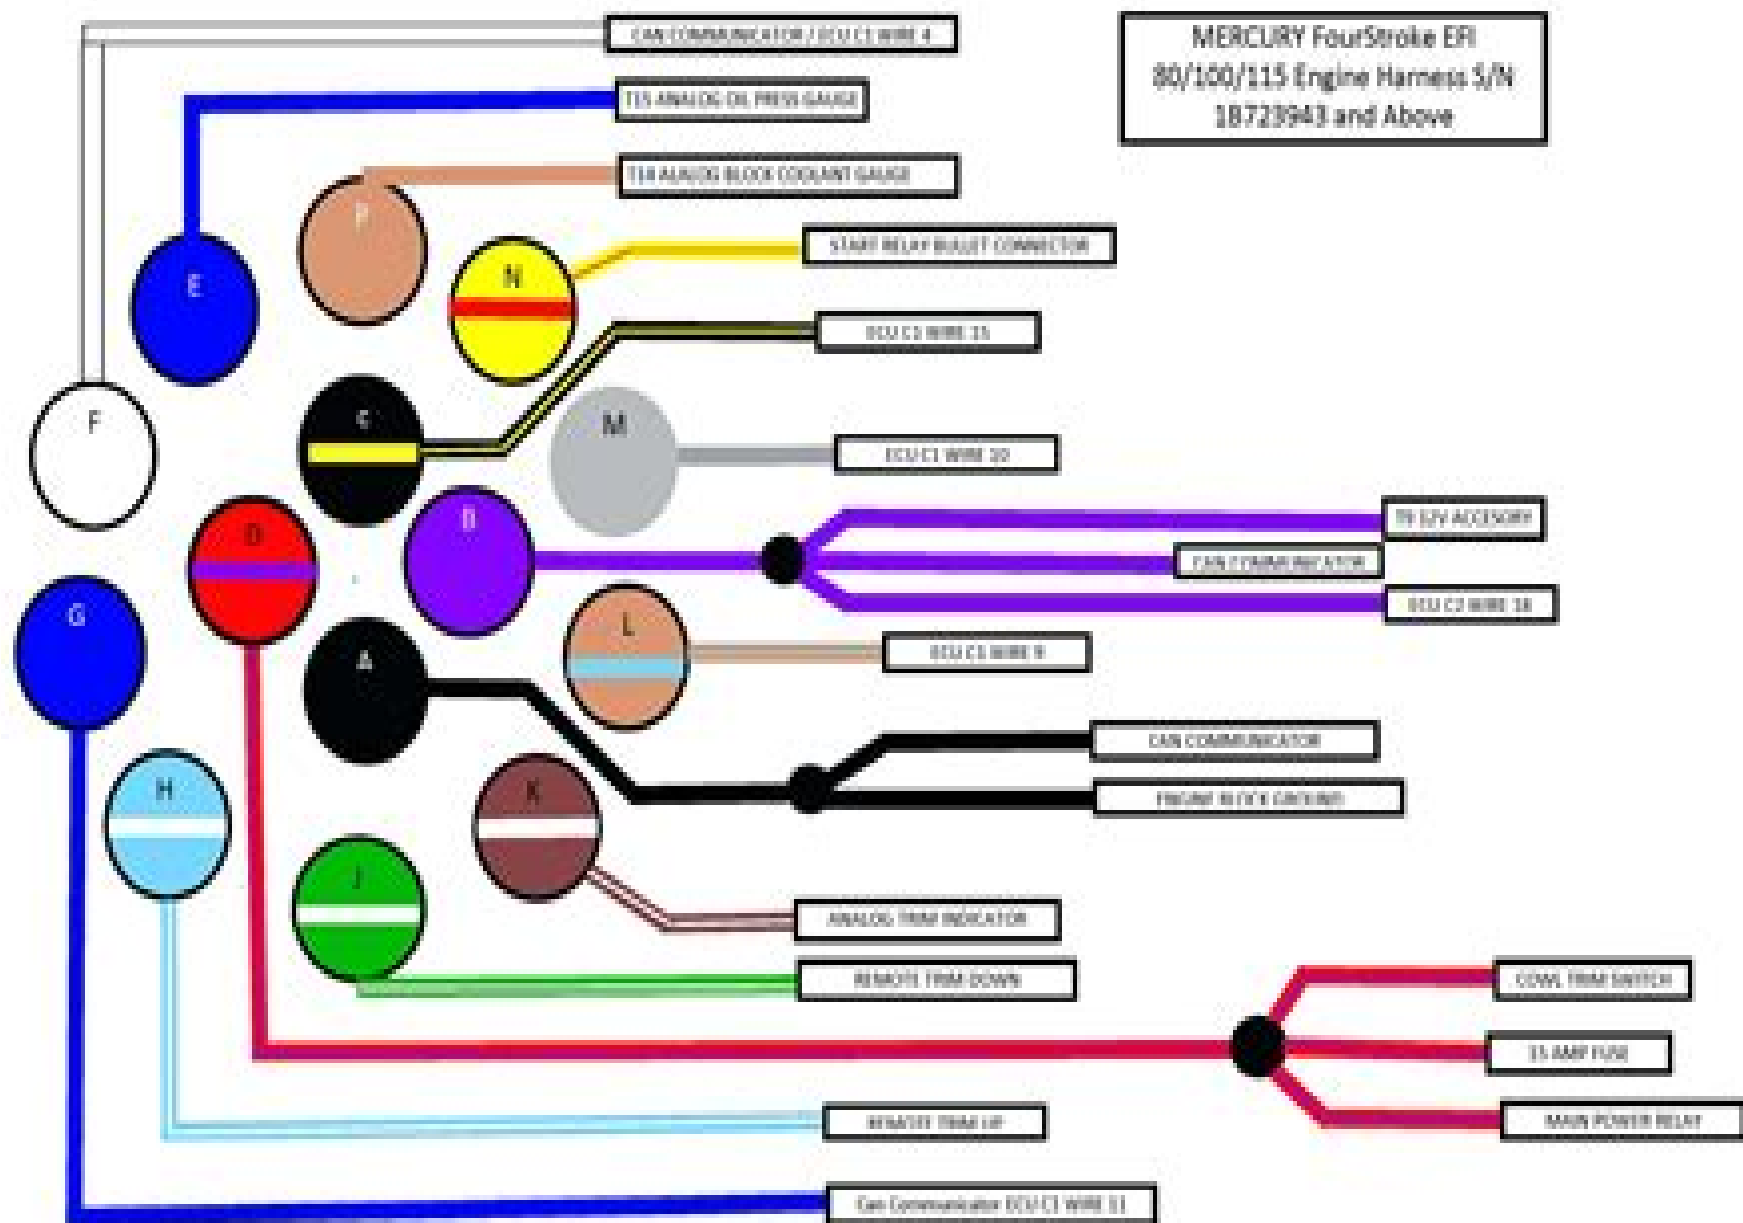 CAN COMMUNICATOR / ECU C1 WIRE 4
MERCURY FourStroke EFI
80/100/115 Engine Harness S/N
1B723943 and Above
T15 ANALOG OIL PRESS GAUGE
ALALOG BLOCK COOLANT GAUGE
P
START RELAY BULLET CONNECTOR
E
N
ECU C1 WIRE 15
F
C
M
ECU C1 WIRE 10
B
T9 12V ACCESORY
D
CAN COMMUNICATOR
ECU C2 WIRE 18
G
L
ECU C1 WIRE 9
A
CAN COMMUNICATOR
H
K
ENGINE BLOCK GROUND
J
ANALOG TRIM INDICATOR
REMOTE TRIM DOWN
COWL TRIM SWITCH
15 AMP FUSE
REMOTE TRIM UP
MAIN POWER RELAY
Can Communicator ECU C1 WIRE 11